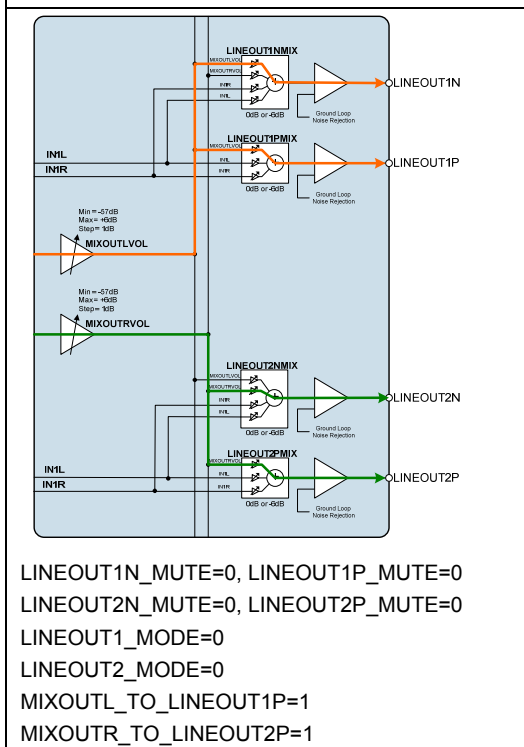 LINEOUT1NMIX
MIXOUTLVOL
MIXOUTRVOL
IN1R
IN1L
LINEOUT1N
0dB or -6dB
Ground Loop
Noise Rejection
LINEOUT1PMIX
MIXOUTLVOL
IN1L
IN1R
LINEOUT1P
0dB or -6dB
Ground Loop
Noise Rejection
IN1L
IN1R
Min = -57dB
Max = +6dB
Step = 1dB
MIXOUTLVOL
Min = -57dB
Max = +6dB
Step = 1dB
MIXOUTRVOL
LINEOUT2NMIX
MIXOUTLVOL
MIXOUTRVOL
IN1R
IN1L
LINEOUT2N
0dB or -6dB
Ground Loop
Noise Rejection
LINEOUT2PMIX
MIXOUTRVOL
IN1L
IN1R
LINEOUT2P
0dB or -6dB
Ground Loop
Noise Rejection
IN1L
IN1R
LINEOUT1N_MUTE=0, LINEOUT1P_MUTE=0
LINEOUT2N_MUTE=0, LINEOUT2P_MUTE=0
LINEOUT1_MODE=0
LINEOUT2_MODE=0
MIXOUTL_TO_LINEOUT1P=1
MIXOUTR_TO_LINEOUT2P=1